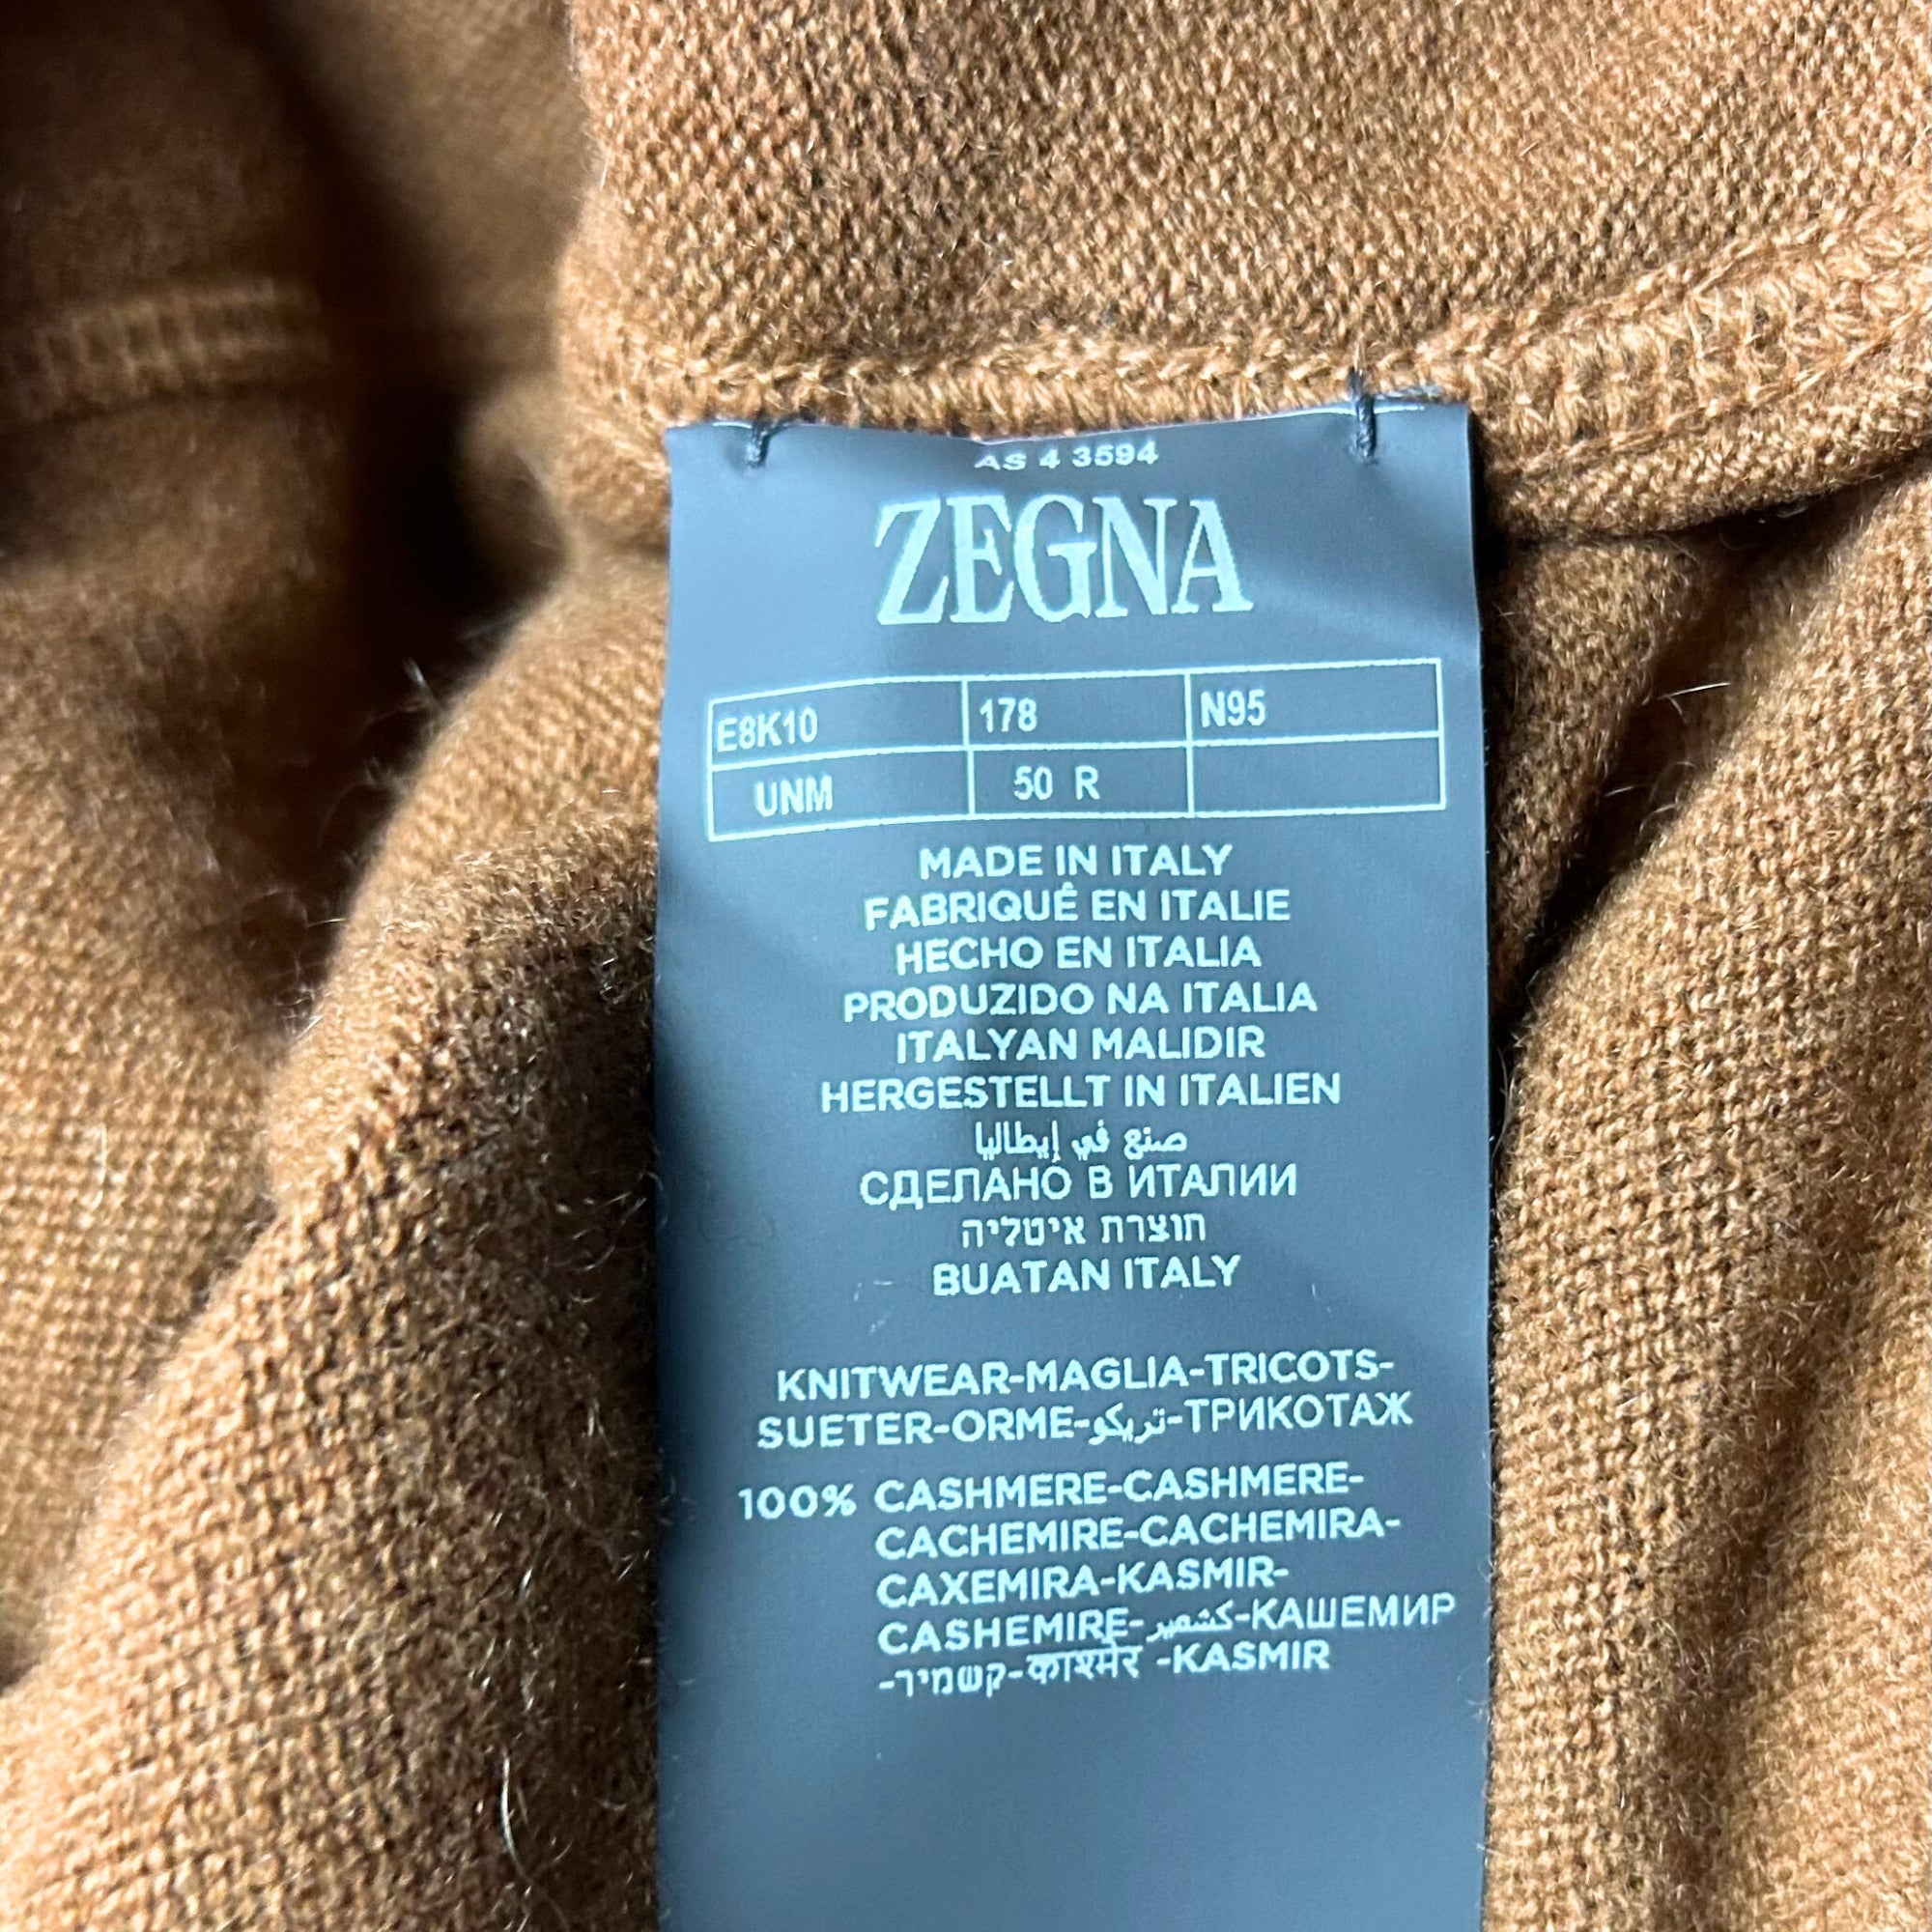 AS 4 3594
ZEGNA
E8K10 178 N95
UNM 50 R
MADE IN ITALY
FABRIQUÉ EN ITALIE
HECHO EN ITALIA
PRODUZIDO NA ITALIA
ITALYAN MALIDIR
HERGESTELLT IN ITALIEN
صنع في إيطاليا
СДЕЛАНО В ИТАЛИИ
תוצרת איטליה
BUATAN ITALY
KNITWEAR-MAGLIA-TRICOTS-
SUETER-ORME-تريكو-ТРИКОТАЖ
100% CASHMERE-CASHMERE-
CACHEMIRE-CACHEMIRA-
CAXEMIRA-KASMIR-
CASHEMIRE-كشمير-КАШЕМИР
-קשמיר-काश्मेर -KASMIR